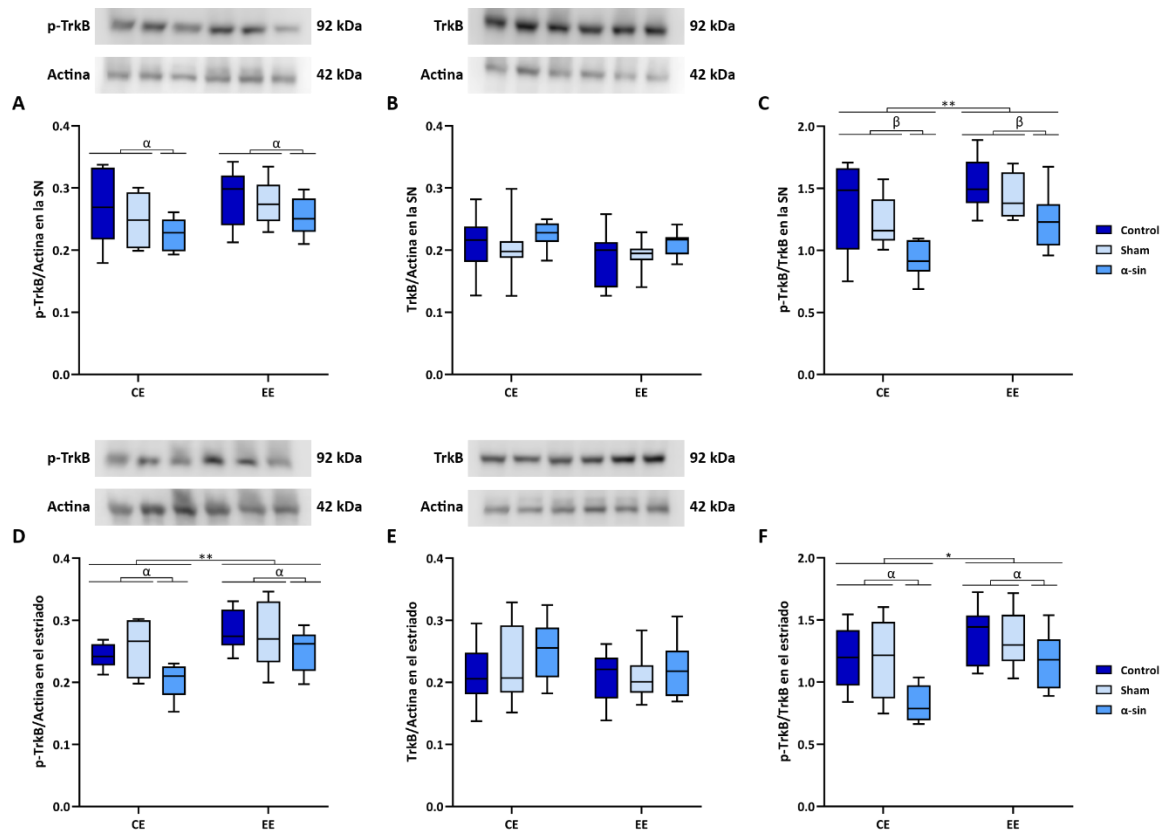 p-TrkB 92 kDa
Actina 42 kDa
TrkB 92 kDa
Actina 42 kDa
A
p-TrkB/Actina en la SN
0.4
0.3
0.2
0.1
0.0
α
α
CE
EE
B
TrkB/Actina en la SN
0.4
0.3
0.2
0.1
0.0
CE
EE
C
p-TrkB/TrkB en la SN
2.0
1.5
1.0
0.5
0.0
**
β
β
CE
EE
Control
Sham
α-sin
p-TrkB 92 kDa
Actina 42 kDa
TrkB 92 kDa
Actina 42 kDa
D
p-TrkB/Actina en el estriado
0.4
0.3
0.2
0.1
0.0
**
α
α
CE
EE
E
TrkB/Actina en el estriado
0.4
0.3
0.2
0.1
0.0
CE
EE
F
p-TrkB/TrkB en el estriado
2.0
1.5
1.0
0.5
0.0
*
α
α
CE
EE
Control
Sham
α-sin